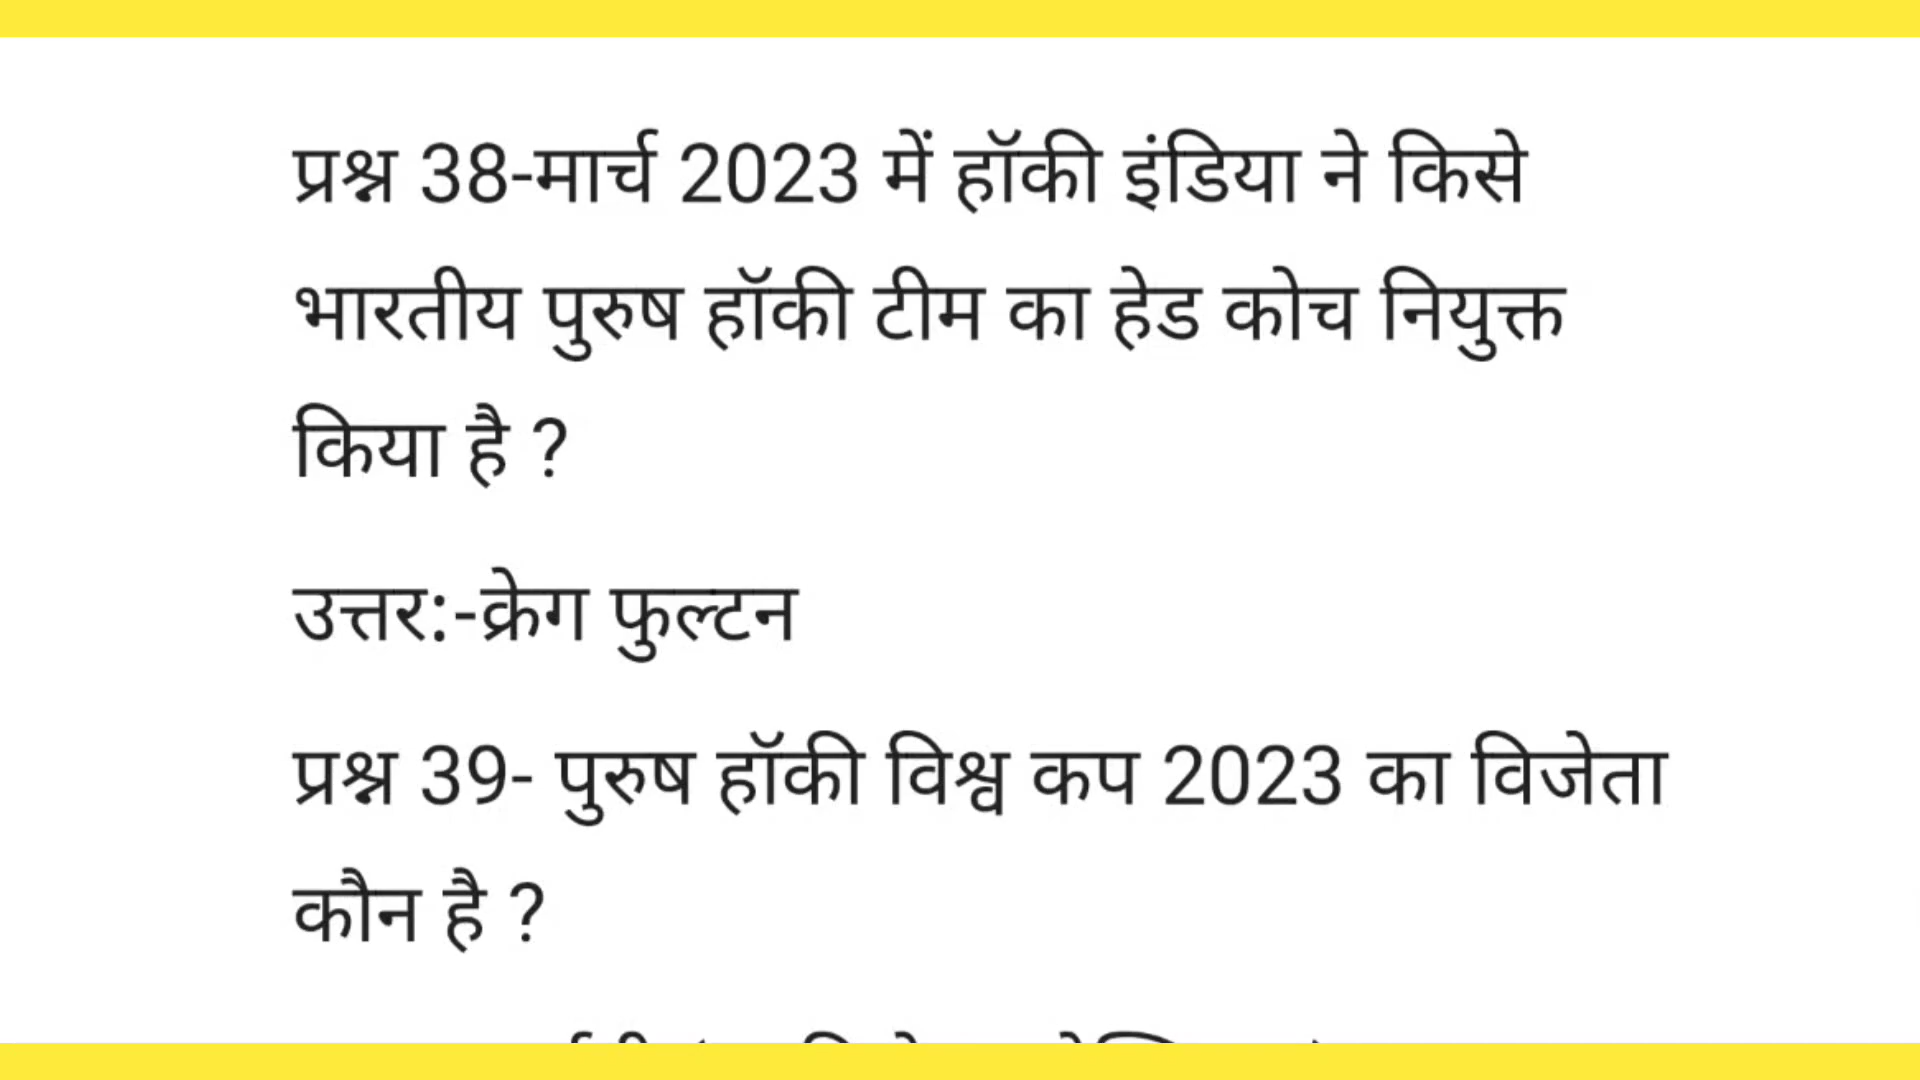 प्रश्न 38-मार्च 2023 में हॉकी इंडिया ने किसे
भारतीय पुरुष हॉकी टीम का हेड कोच नियुक्त
किया है ?
उत्तर:-क्रेग फुल्टन
प्रश्न 39- पुरुष हॉकी विश्व कप 2023 का विजेता
कौन है ?